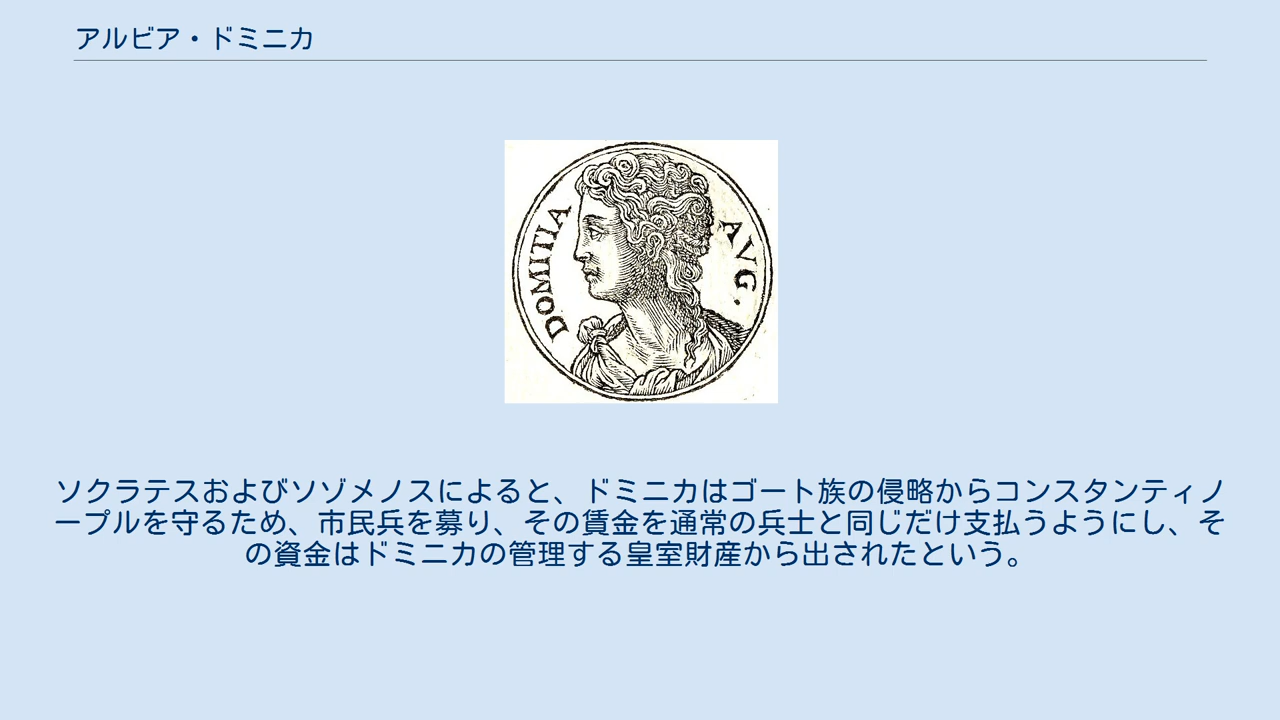 アルビア・ドミニカ
DOMITIA AVG.
ソクラテスおよびソゾメノスによると、ドミニカはゴート族の侵略からコンスタンティノ
ープルを守るため、市民兵を募り、その賃金を通常の兵士と同じだけ支払うようにし、そ
の資金はドミニカの管理する皇室財産から出されたという。